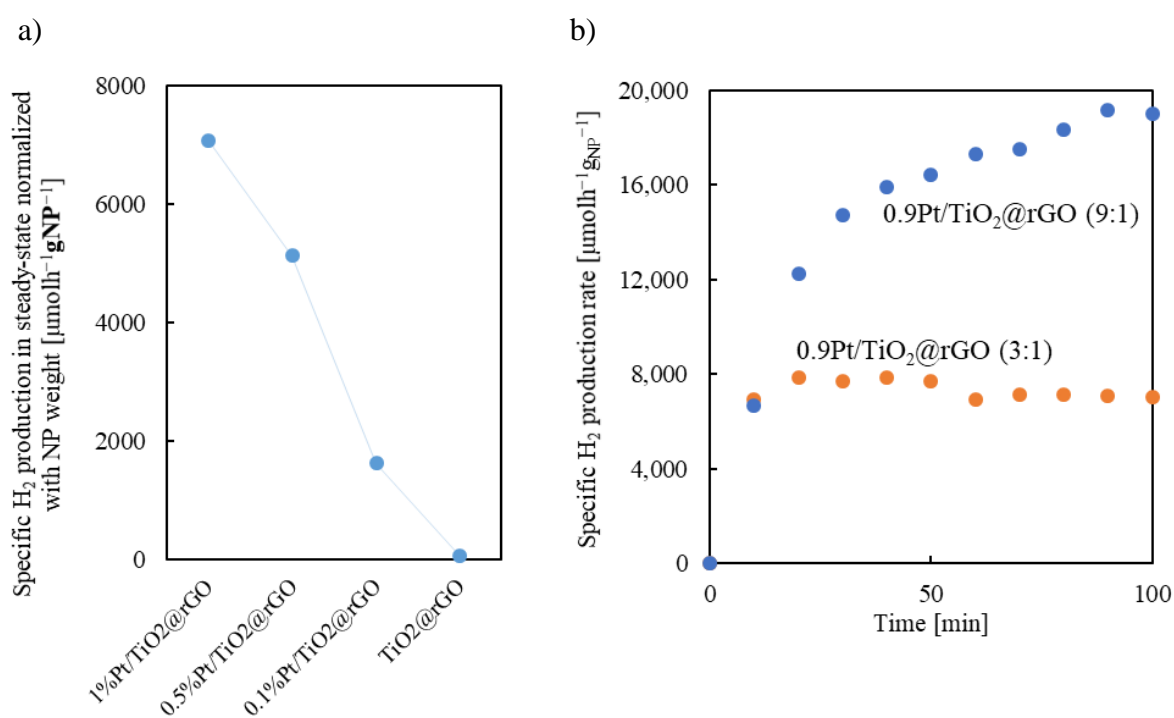 a)
Specific H₂ production in steady-state normalized
with NP weight [µmolh⁻¹gNP⁻¹]
8000
6000
4000
2000
0
1%Pt/TiO2@rGO
0.5%Pt/TiO2@rGO
0.1%Pt/TiO2@rGO
TiO2@rGO
b)
Specific H₂ production rate [µmolh⁻¹g_NP⁻¹]
20,000
16,000
12,000
8,000
4,000
0
0.9Pt/TiO₂@rGO (9:1)
0.9Pt/TiO₂@rGO (3:1)
0
50
100
Time [min]